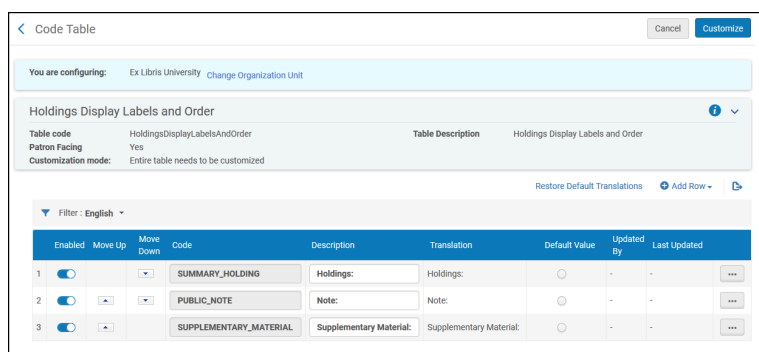 Code Table
Cancel Customize
You are configuring: Ex Libris University Change Organization Unit
Holdings Display Labels and Order
Table code HoldingsDisplayLabelsAndOrder Table Description Holdings Display Labels and Order
Patron Facing Yes
Customization mode: Entire table needs to be customized
Restore Default Translations Add Row
Filter : English
Enabled Move Up Move Down Code Description Translation Default Value Updated By Last Updated
1 SUMMARY_HOLDING Holdings: Holdings: - -
2 PUBLIC_NOTE Note: Note: - -
3 SUPPLEMENTARY_MATERIAL Supplementary Material: Supplementary Material: - -